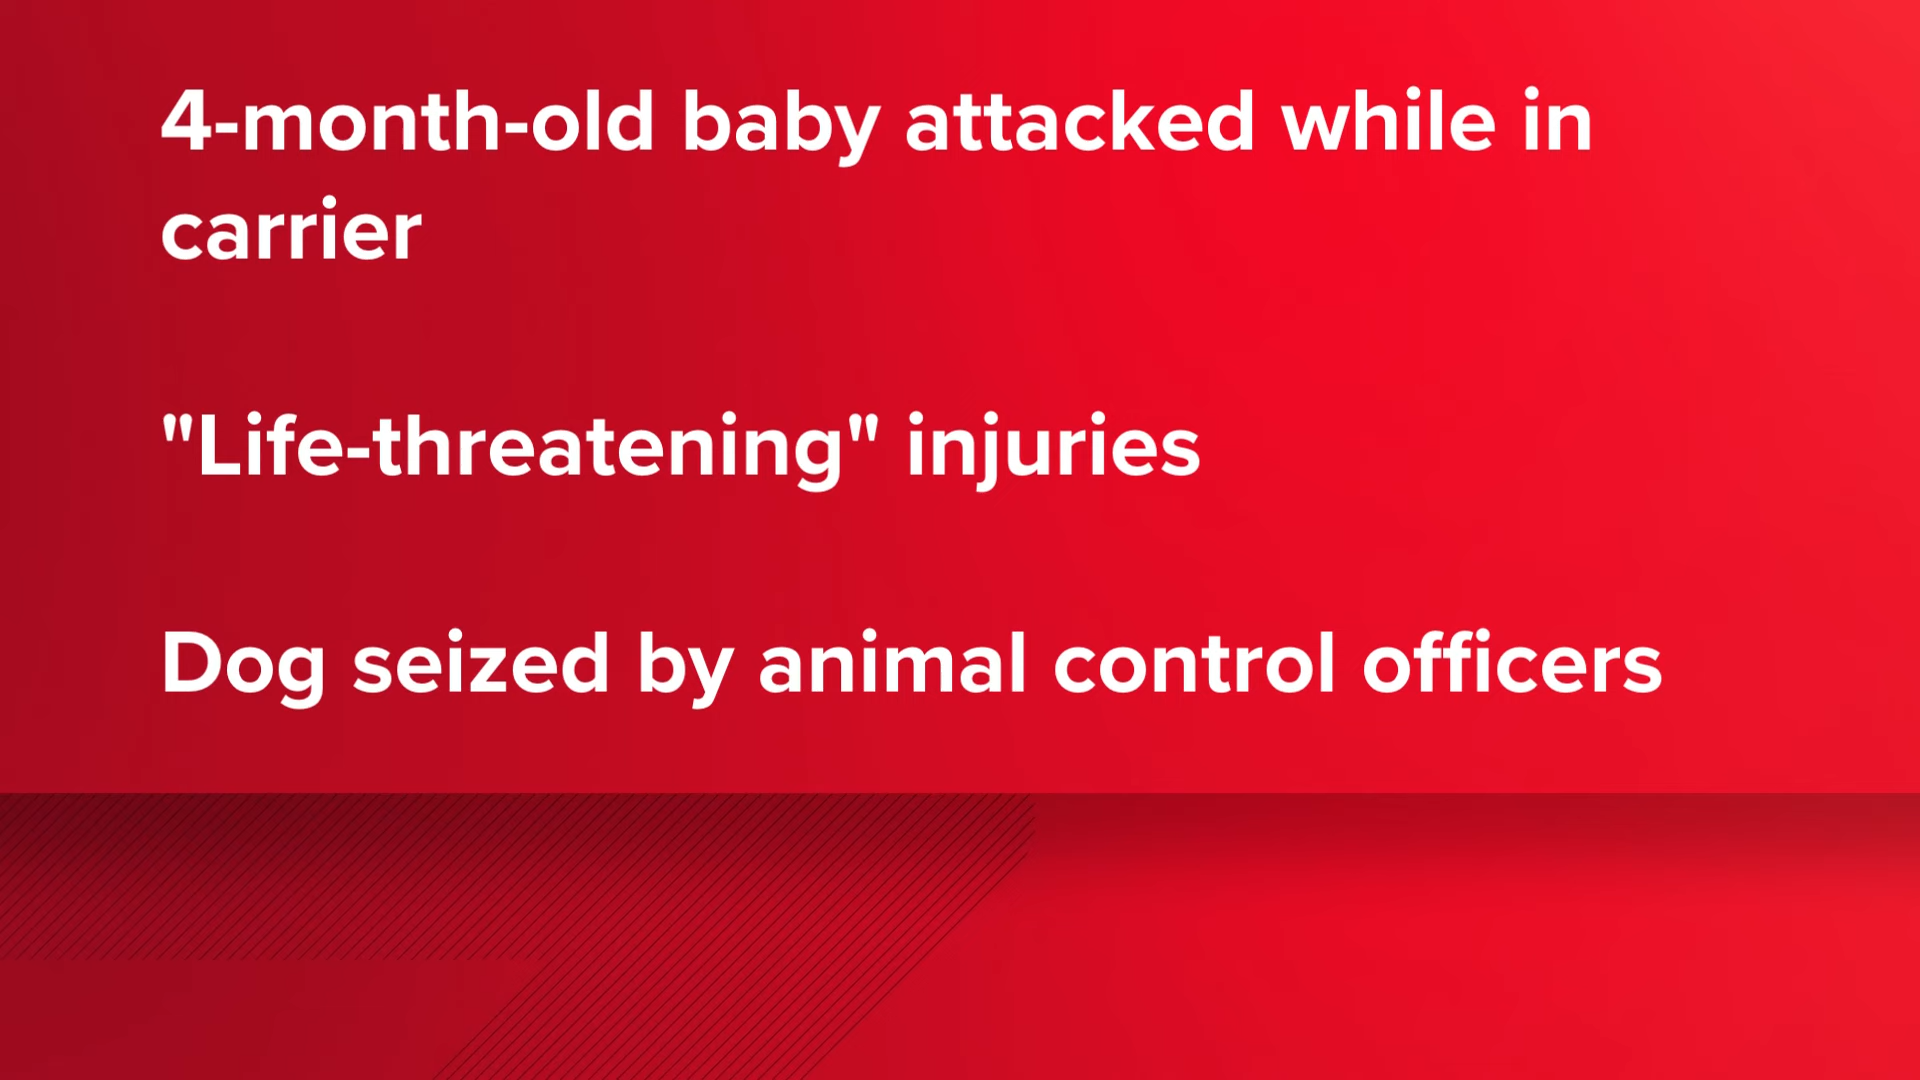 4-month-old baby attacked while in
carrier
"Life-threatening" injuries
Dog seized by animal control officers